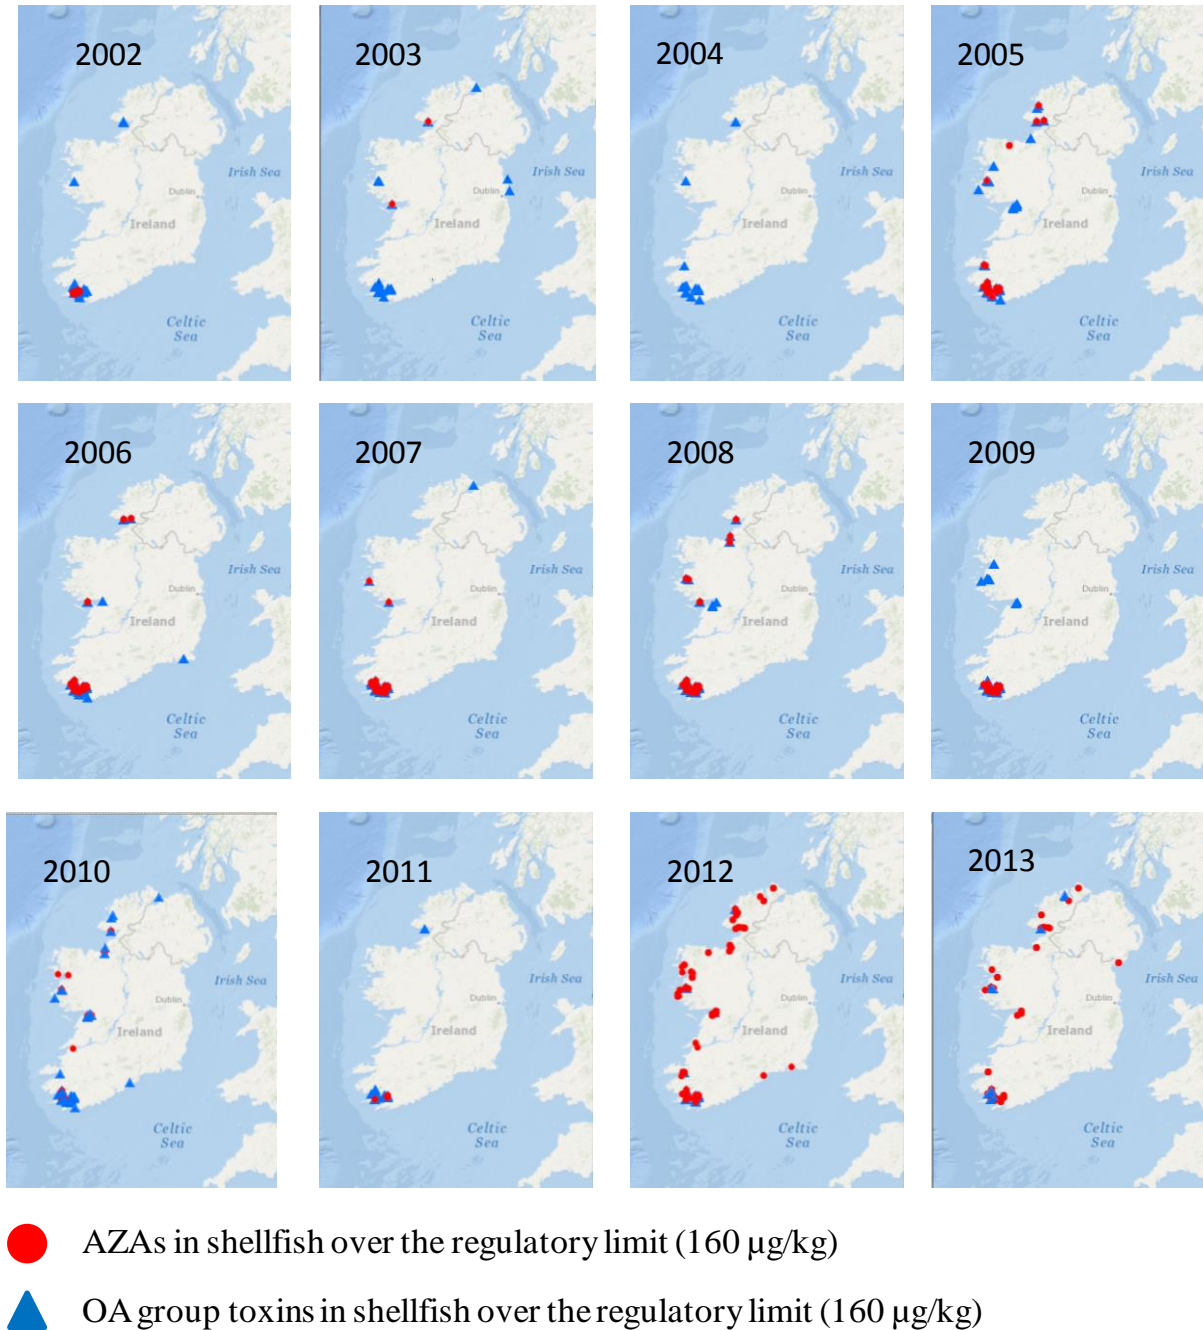 2002
2003
2004
2005
Irish Sea
Irish Sea
Irish Sea
Irish Sea
Dublin
Dublin
Dublin
Dublin
Ireland
Ireland
Ireland
Ireland
Celtic
Sea
Celtic
Sea
Celtic
Sea
Celtic
Sea
2006
2007
2008
2009
Irish Sea
Irish Sea
Irish Sea
Irish Sea
Dublin
Dublin
Dublin
Dublin
Ireland
Ireland
Ireland
Ireland
Celtic
Sea
Celtic
Sea
Celtic
Sea
Celtic
Sea
2010
2011
2012
2013
Irish Sea
Irish Sea
Irish Sea
Irish Sea
Dublin
Dublin
Dublin
Dublin
Ireland
Ireland
Ireland
Ireland
Celtic
Sea
Celtic
Sea
Celtic
Sea
Celtic
Sea
AZAs in shellfish over the regulatory limit (160 µg/kg)
OA group toxins in shellfish over the regulatory limit (160 µg/kg)